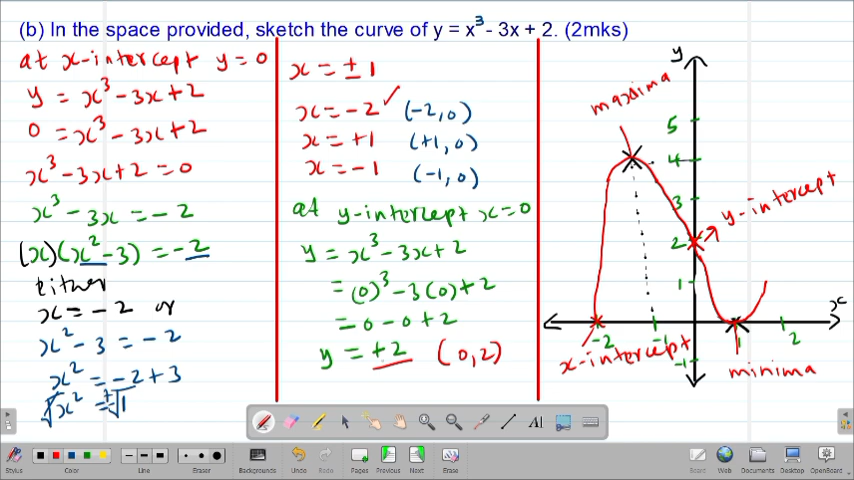 (b) In the space provided, sketch the curve of y = x³ - 3x + 2. (2mks)
at x-intercept y=0
y = x³-3x+2
0 = x³-3x+2
x³-3x+2=0
x³-3x=-2
(x)(x²-3)=-2
either
x=-2 or
x²-3=-2
x²=-2+3
√x²=±√1
x=±1
x=-2 ✓ (-2,0)
x=+1 (+1,0)
x=-1 (-1,0)
at y-intercept x=0
y=x³-3x+2
=(0)³-3(0)+2
=0-0+2
y=+2 (0,2)
y
maxima
5
4
3
y-intercept
2
1
x
-2
-1
1
2
x-intercept
-1
minima
Stylus
Color
Line
Eraser
Backgrounds
Undo
Redo
Pages
Previous
Next
Erase
Board
Web
Documents
Desktop
OpenBoard